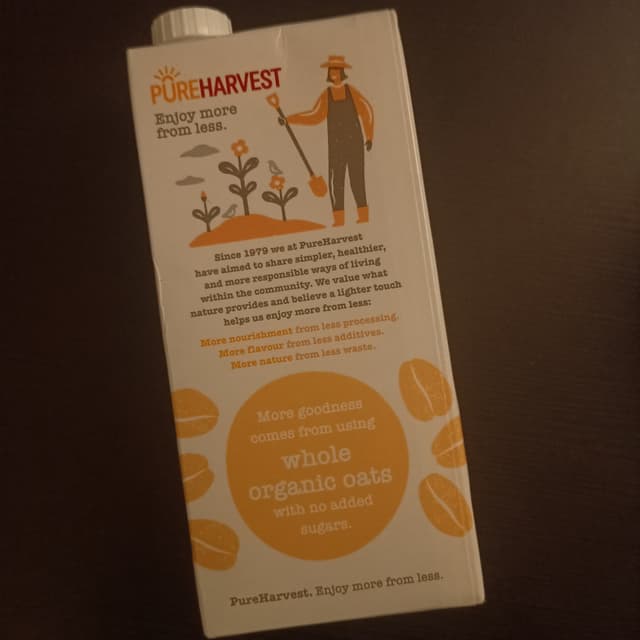 PUREHARVEST
Enjoy more
from less.
Since 1979 we at PureHarvest
have aimed to share simpler, healthier,
and more responsible ways of living
within the community. We value what
nature provides and believe a lighter touch
helps us enjoy more from less:
More nourishment from less processing.
More flavour from less additives.
More nature from less waste.
More goodness
comes from using
whole
organic oats
with no added
sugars.
PureHarvest. Enjoy more from less.